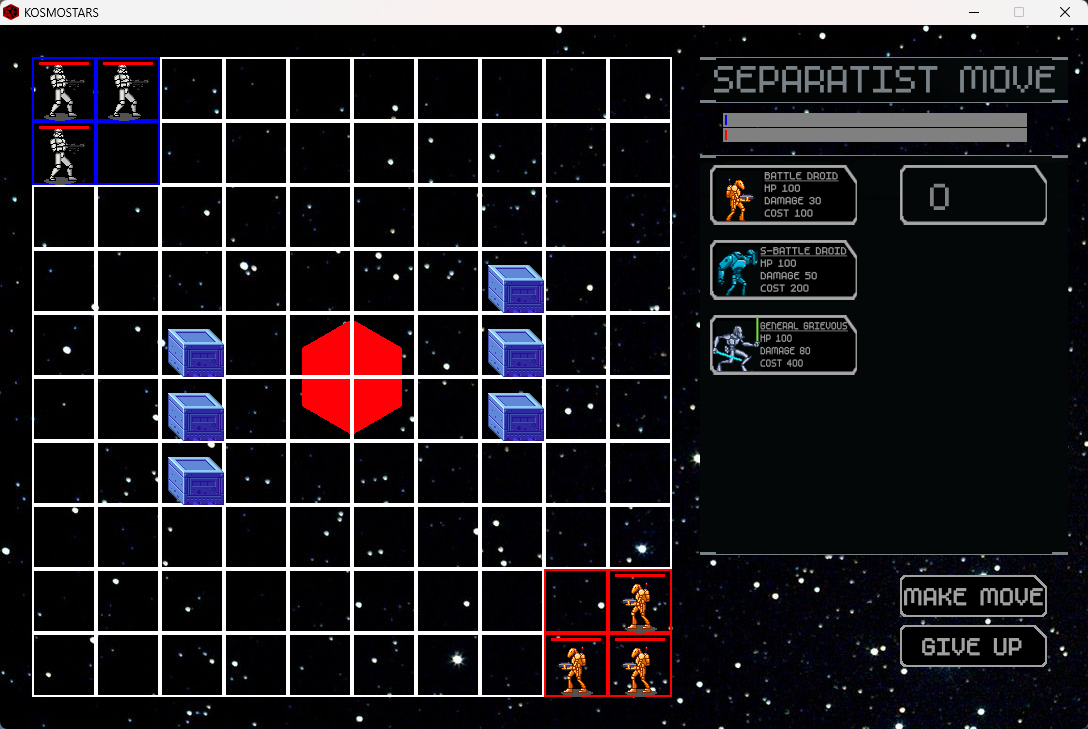 KOSMOSTARS
SEPARATIST MOVE
BATTLE DROID
HP 100
DAMAGE 30
COST 100
0
S-BATTLE DROID
HP 100
DAMAGE 50
COST 200
GENERAL GRIEVOUS
HP 100
DAMAGE 80
COST 400
MAKE MOVE
GIVE UP